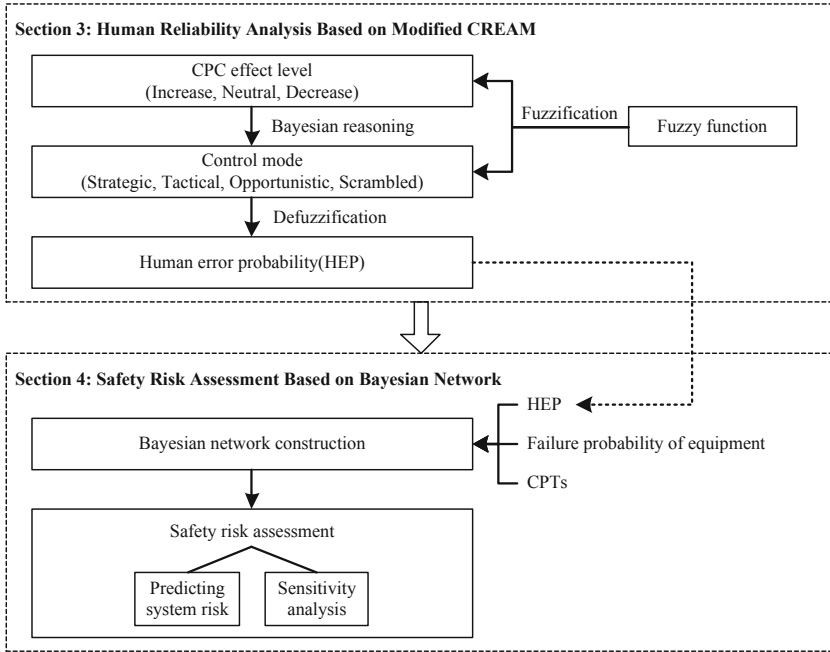 Section 3: Human Reliability Analysis Based on Modified CREAM
CPC effect level
(Increase, Neutral, Decrease)
Bayesian reasoning
Fuzzification
Fuzzy function
Control mode
(Strategic, Tactical, Opportunistic, Scrambled)
Defuzzification
Human error probability(HEP)
Section 4: Safety Risk Assessment Based on Bayesian Network
HEP
Bayesian network construction
Failure probability of equipment
CPTs
Safety risk assessment
Predicting
system risk
Sensitivity
analysis